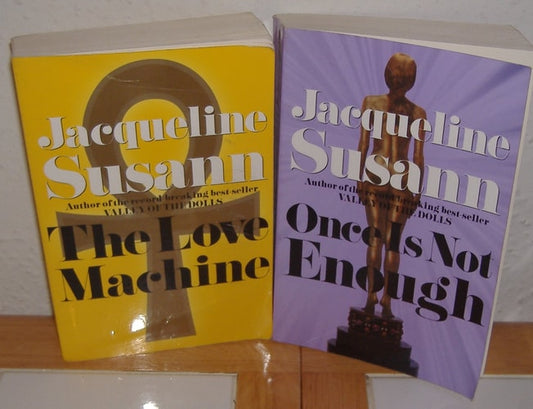 Jacqueline
Susann
Author of the record-breaking best-seller
VALLEY OF THE DOLLS
The Love
Machine
Jacqueline
Susann
Author of the record-breaking best-seller
VALLEY OF THE DOLLS
Once Is Not
Enough